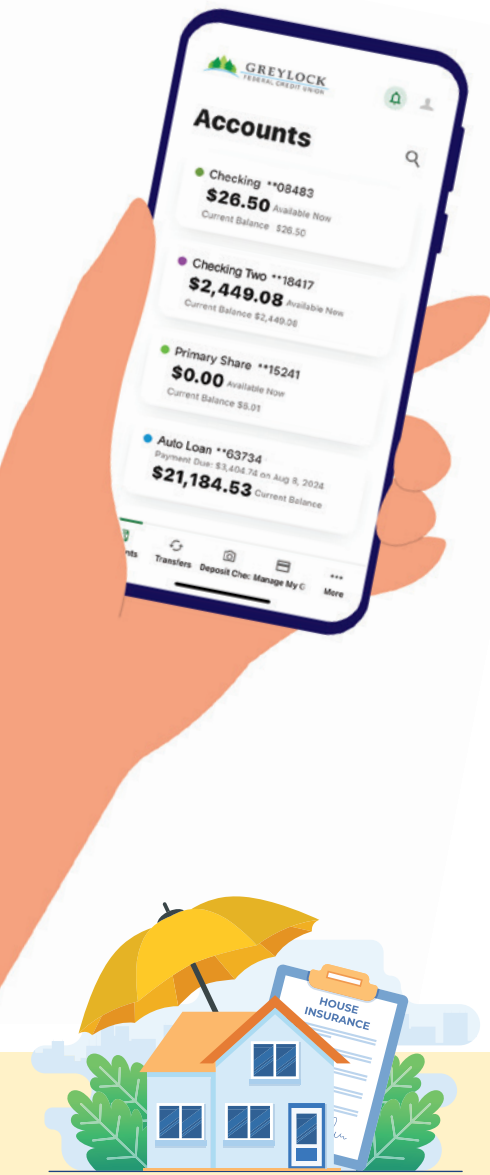 GREYLOCK
FEDERAL CREDIT UNION
Accounts
Checking **08483
$26.50 Available Now
Current Balance $26.50
Checking Two **18417
$2,449.08 Available Now
Current Balance $2,449.08
Primary Share **15241
$0.00 Available Now
Current Balance $5.01
Auto Loan **63734
Payment Due: $3,404.74 on Aug 8, 2024
$21,184.53 Current Balance
nts Transfers Deposit Che: Manage My C More
HOUSE
INSURANCE